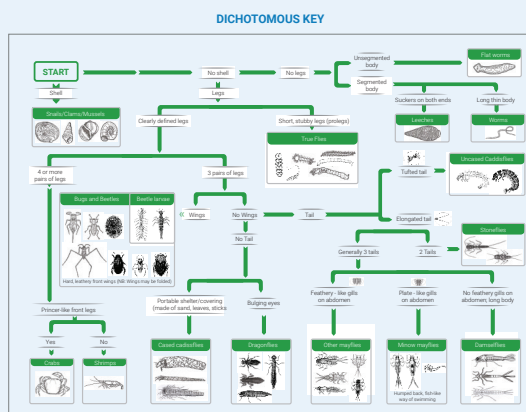 DICHOTOMOUS KEY
START
No shell
No legs
Unsegmented
body
Segmented
body
Flat worms
Shell
Snails/Clams/Mussels
Legs
Suckers on both ends
Long thin body
Leeches
Worms
Clearly defined legs
Short, stubby legs (prolegs)
True Flies
4 or more
pairs of legs
3 pairs of legs
Bugs and Beetles
Beetle larvae
Hard, leathery front wings (NB: Wings may be folded)
Wings
No Wings
Tail
Tufted tail
Uncased Caddisflies
Elongated tail
No Tail
Generally 3 tails
2 Tails
Stoneflies
Portable shelter/covering
(made of sand, leaves, sticks
Bulging eyes
Feathery - like gills
on abdomen
Plate - like gills
on abdomen
No feathery gills on
abdomen; long body
Princer-like front legs
Yes
No
Crabs
Shrimps
Cased caddisflies
Dragonflies
Other mayflies
Minow mayflies
Humped back, fish-like
way of swimming
Damselflies